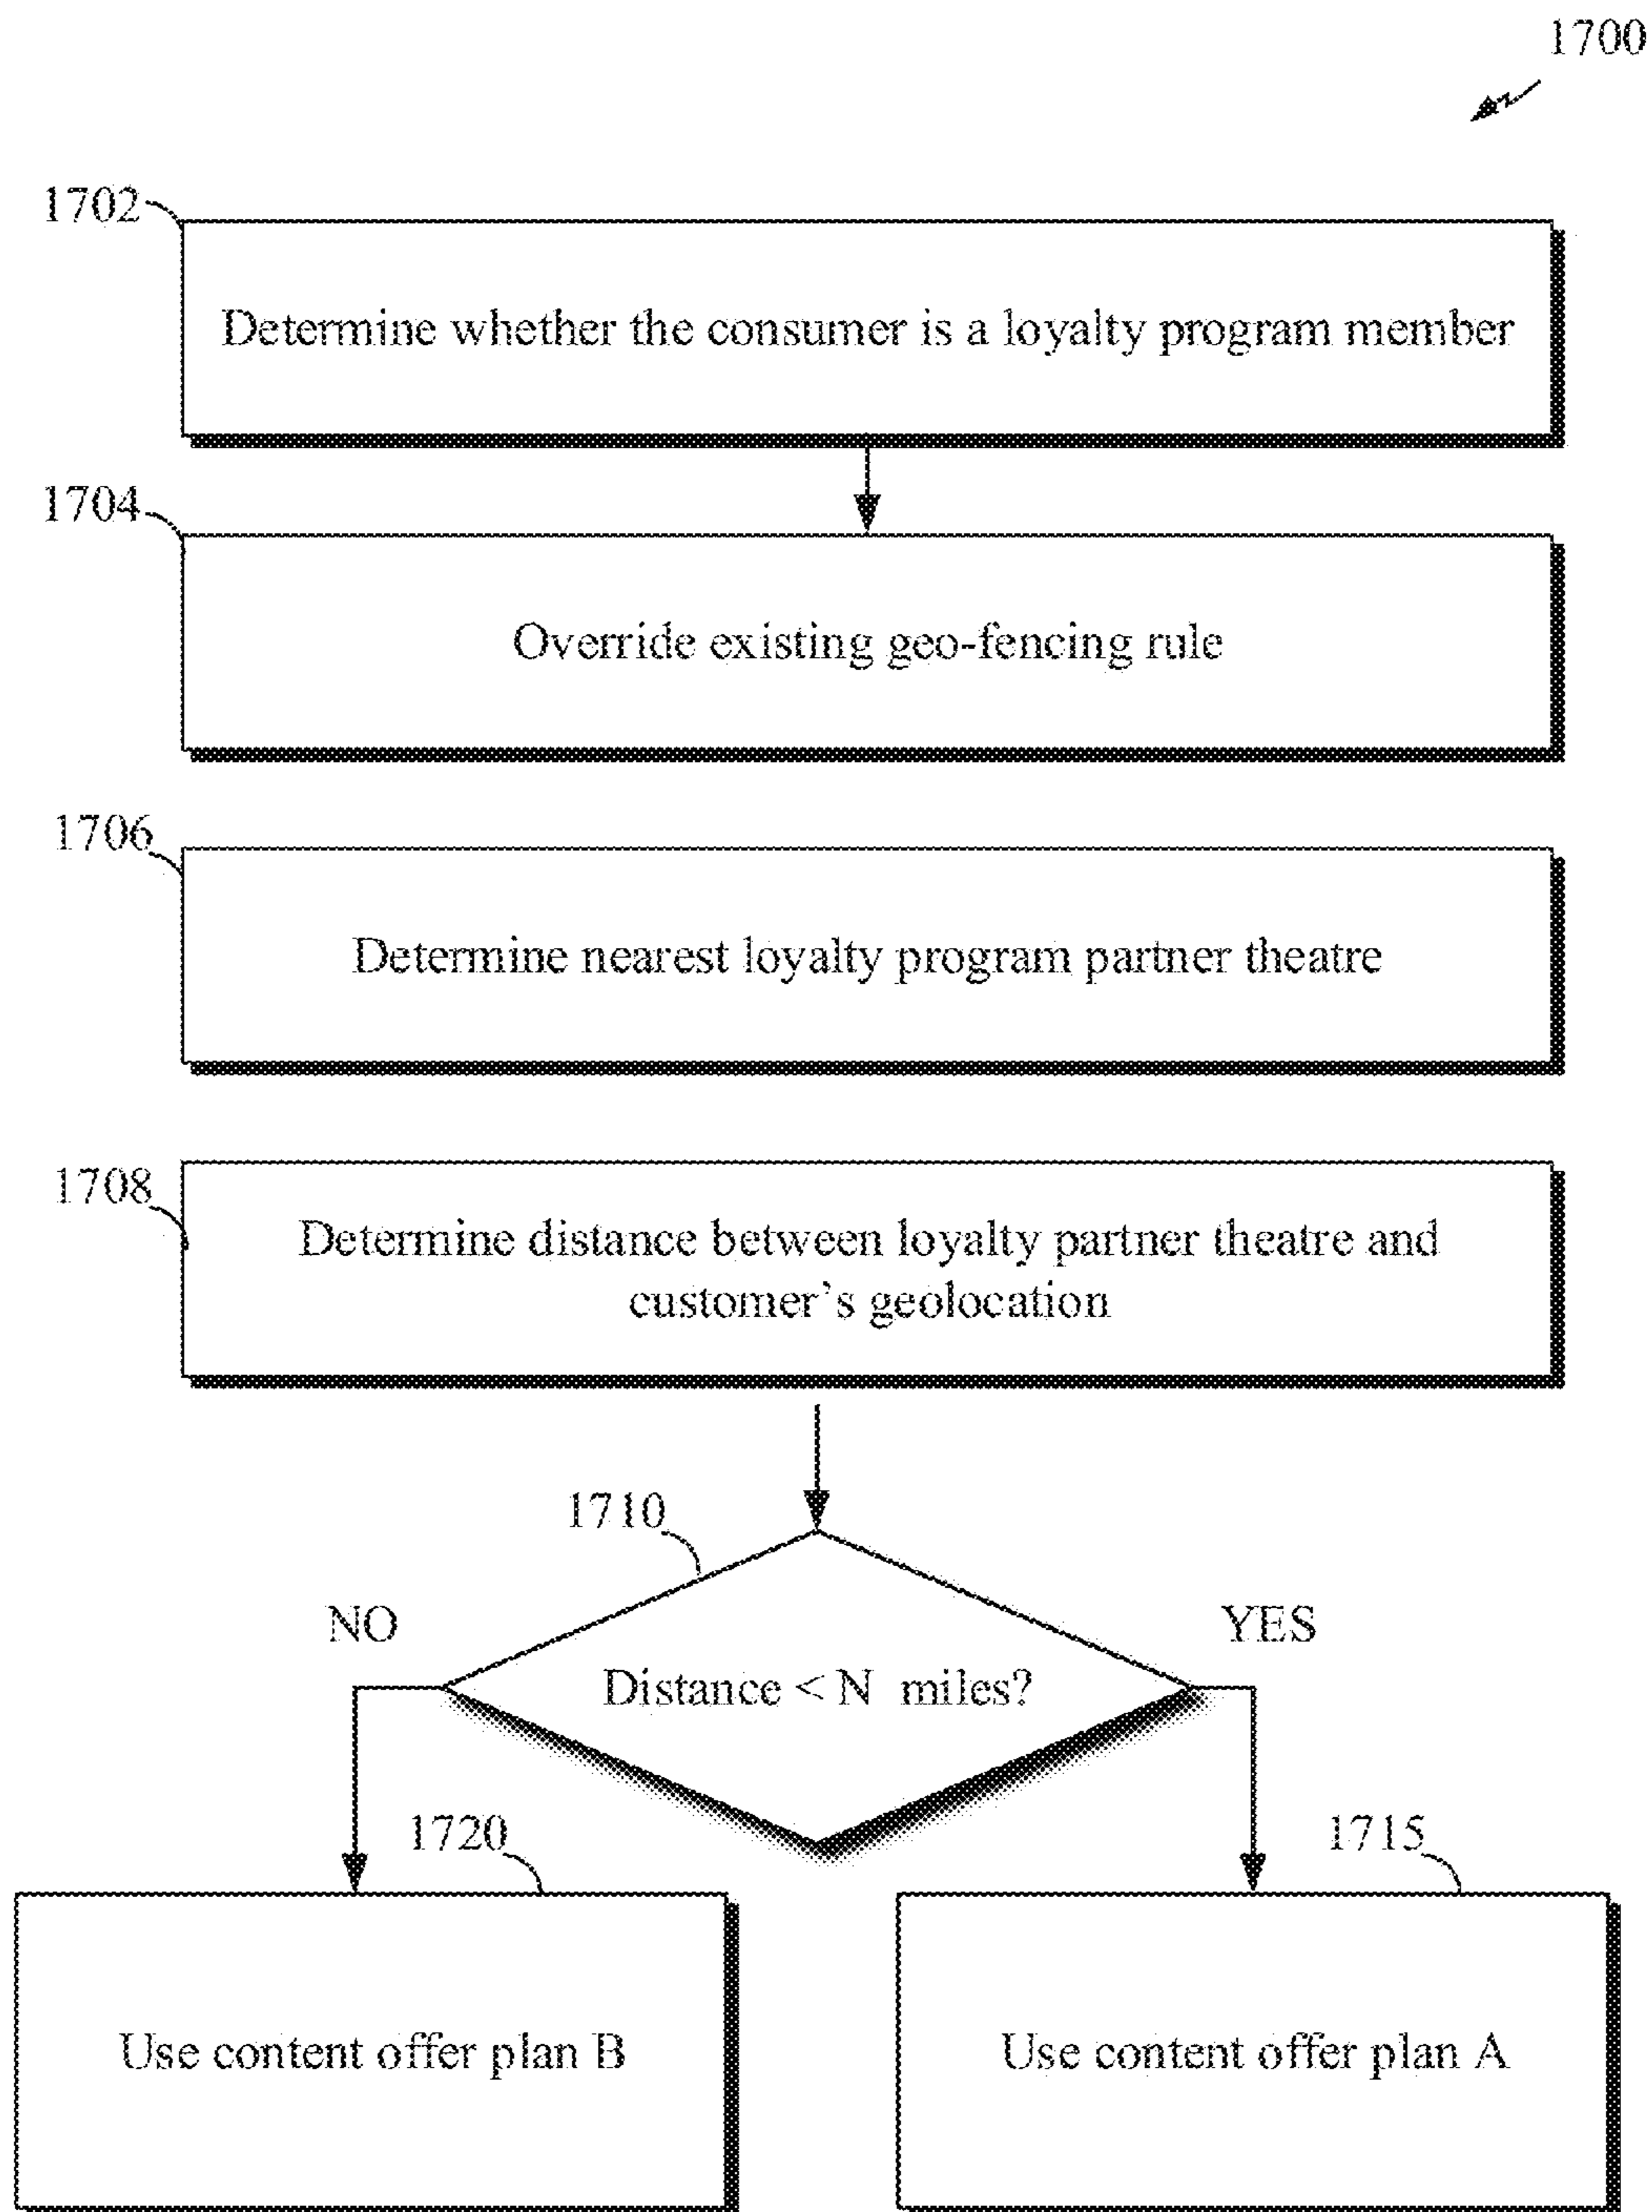 1700
1702
Determine whether the consumer is a loyalty program member
1704
Override existing geo-fencing rule
1706
Determine nearest loyalty program partner theatre
1708
Determine distance between loyalty partner theatre and
customer's geolocation
1710
NO
YES
Distance < N miles?
1720
1715
Use content offer plan B
Use content offer plan A